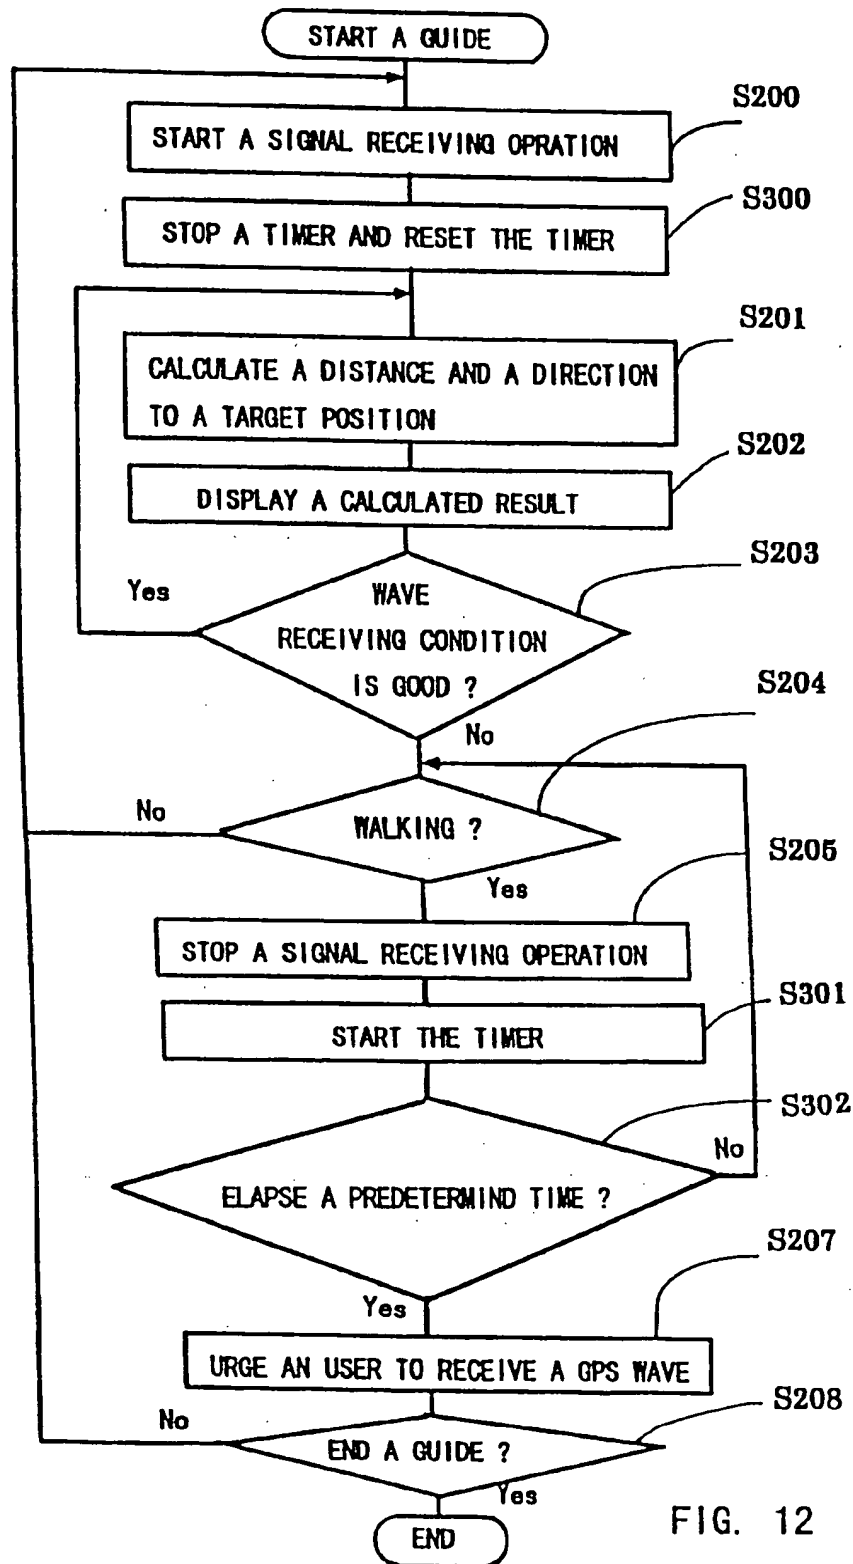 START A GUIDE
S200
START A SIGNAL RECEIVING OPRATION
S300
STOP A TIMER AND RESET THE TIMER
S201
CALCULATE A DISTANCE AND A DIRECTION
TO A TARGET POSITION
S202
DISPLAY A CALCULATED RESULT
S203
Yes
WAVE
RECEIVING CONDITION
IS GOOD ?
S204
No
No
WALKING ?
S205
Yes
STOP A SIGNAL RECEIVING OPERATION
S301
START THE TIMER
S302
No
ELAPSE A PREDETERMIND TIME ?
S207
Yes
URGE AN USER TO RECEIVE A GPS WAVE
S208
No
END A GUIDE ?
Yes
END
FIG. 12